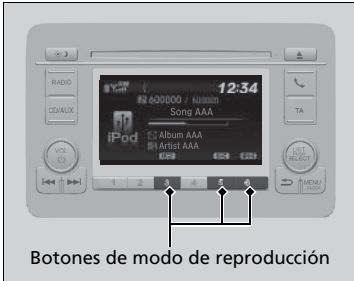 12:34
600000 /
Song AAA
RADIO
CD/AUX
TA
iPod
Album AAA
Artist AAA
VOL
LIST
SELECT
1 2 3 4 5 6
MENU
Botones de modo de reproducción